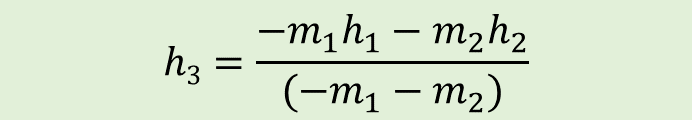 h₃ = (−m₁h₁ − m₂h₂) / ((−m₁ − m₂))